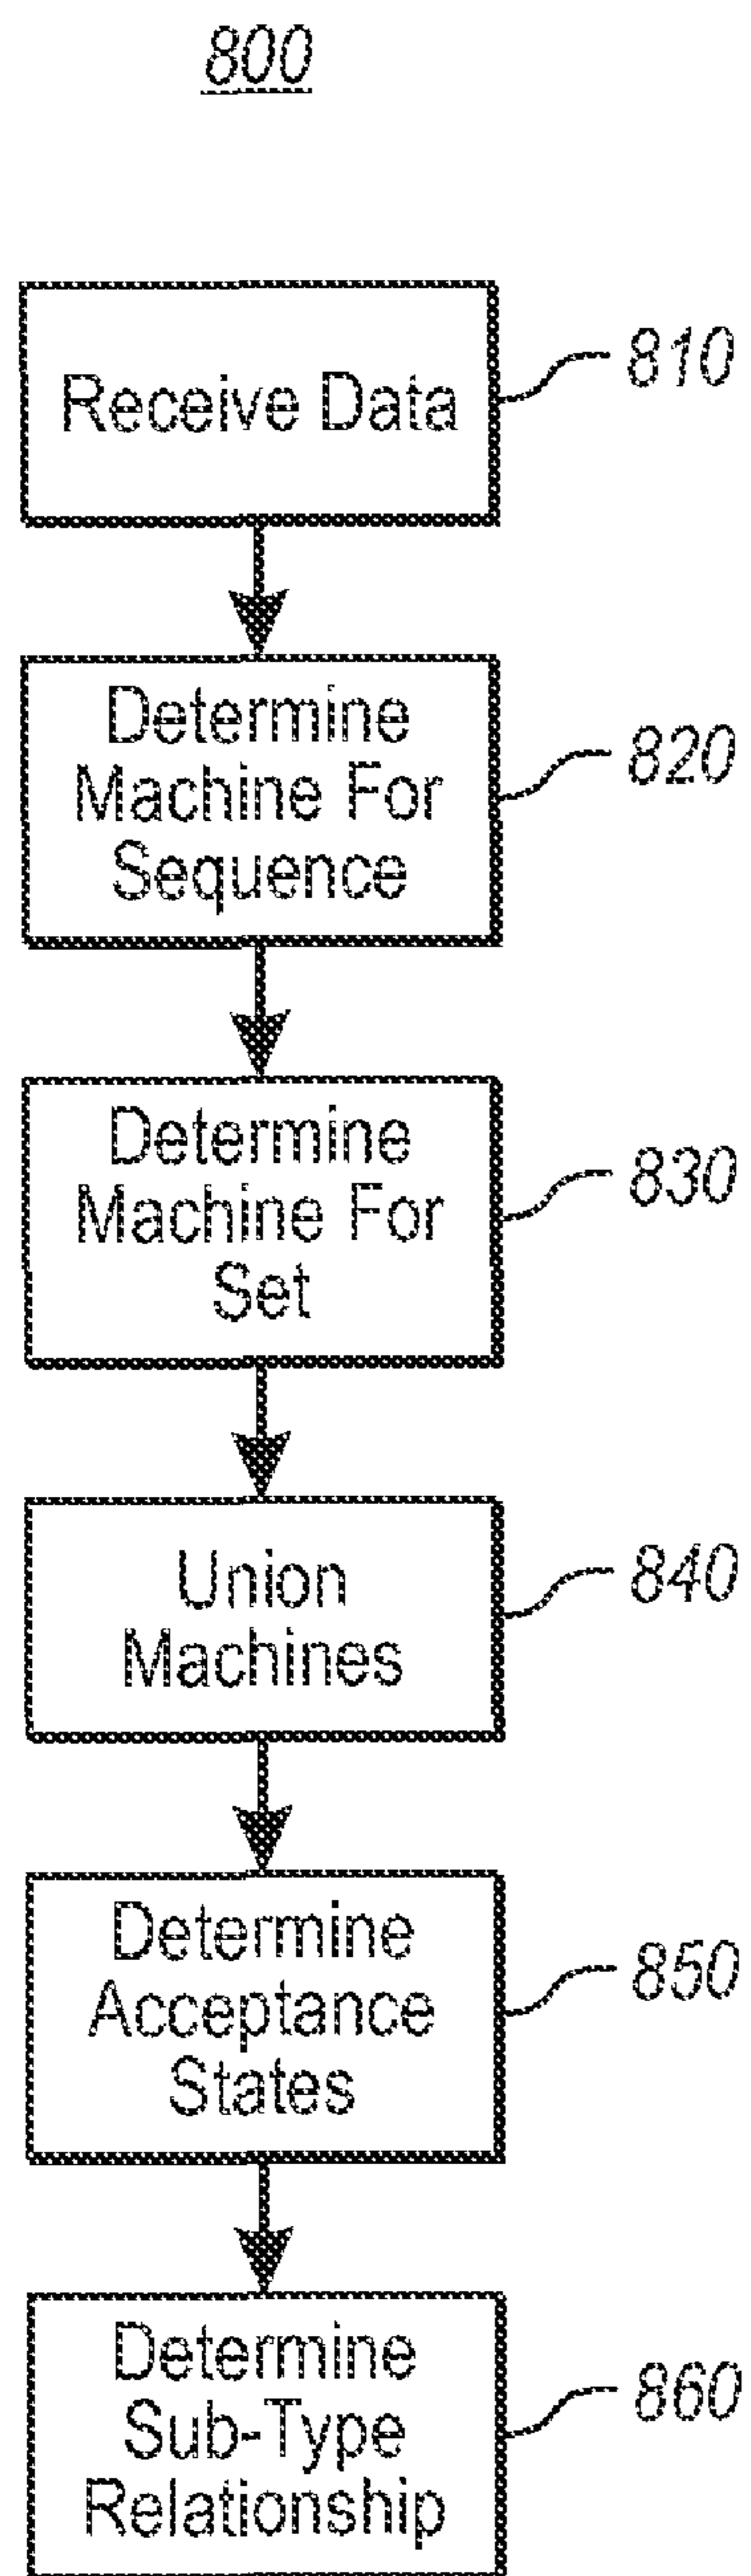 800
Receive Data
810
Determine
Machine For
Sequence
820
Determine
Machine For
Set
830
Union
Machines
840
Determine
Acceptance
States
850
Determine
Sub-Type
Relationship
860